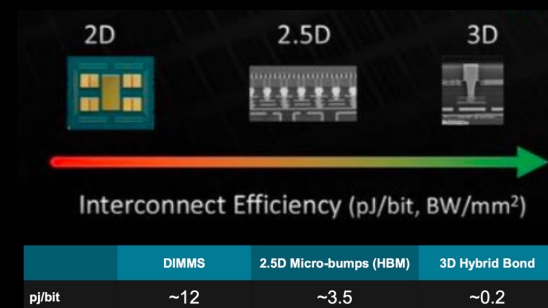 2D 2.5D 3D
Interconnect Efficiency (pJ/bit, BW/mm²)
DIMMS 2.5D Micro-bumps (HBM) 3D Hybrid Bond
pj/bit ~12 ~3.5 ~0.2